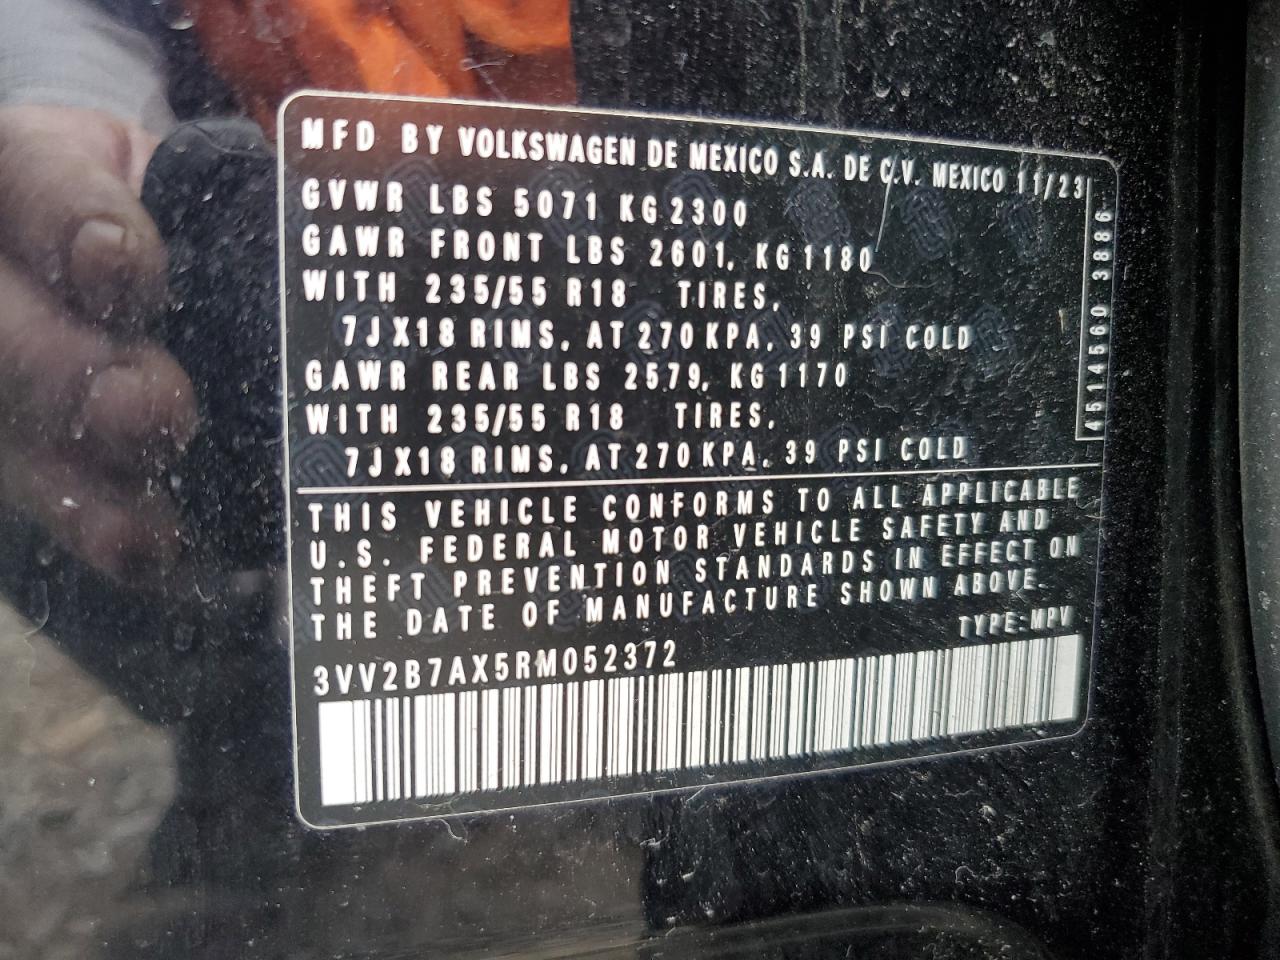 MFD BY VOLKSWAGEN DE MEXICO S.A. DE C.V. MEXICO 11/23
GVWR LBS 5071 KG 2300
GAWR FRONT LBS 2601, KG 1180
WITH 235/55 R18 TIRES,
7J X18 RIMS, AT 270 KPA, 39 PSI COLD
GAWR REAR LBS 2579, KG 1170
WITH 235/55 R18 TIRES,
7J X18 RIMS, AT 270 KPA, 39 PSI COLD
4514560 3886
THIS VEHICLE CONFORMS TO ALL APPLICABLE
U.S. FEDERAL MOTOR VEHICLE SAFETY AND
THEFT PREVENTION STANDARDS IN EFFECT ON
THE DATE OF MANUFACTURE SHOWN ABOVE.
TYPE-MPV
3VV2B7AX5RM052372